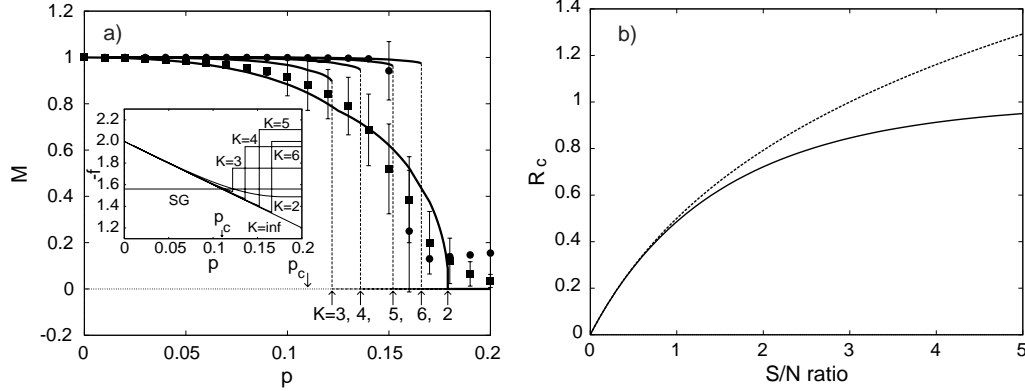 a)
1.4
1.2
1
0.8
0.6
0.4
0.2
0
-0.2
M
0 0.05 0.1 0.15 0.2
p
K=3, 4, 5, 6, 2
p_c
2.2
2.0
1.8
1.6
1.4
1.2
-f
0 0.05 0.1 0.15 0.2
p
K=5
K=4
K=6
K=3
K=2
SG
p_c
K=inf
b)
1.4
1.2
1
0.8
0.6
0.4
0.2
0
R_c
0 1 2 3 4 5
S/N ratio